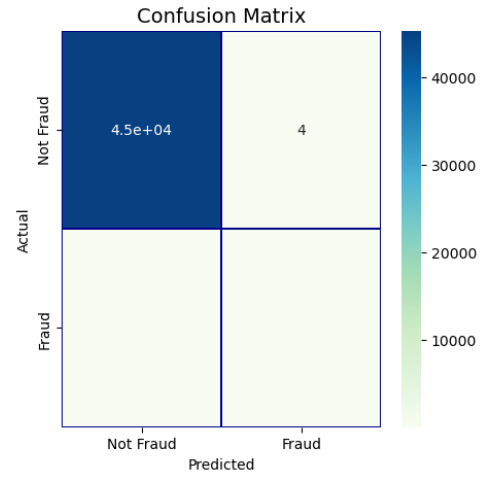 Confusion Matrix
Not Fraud
4.5e+04
4
Actual
Fraud
Not Fraud
Fraud
Predicted
40000
30000
20000
10000